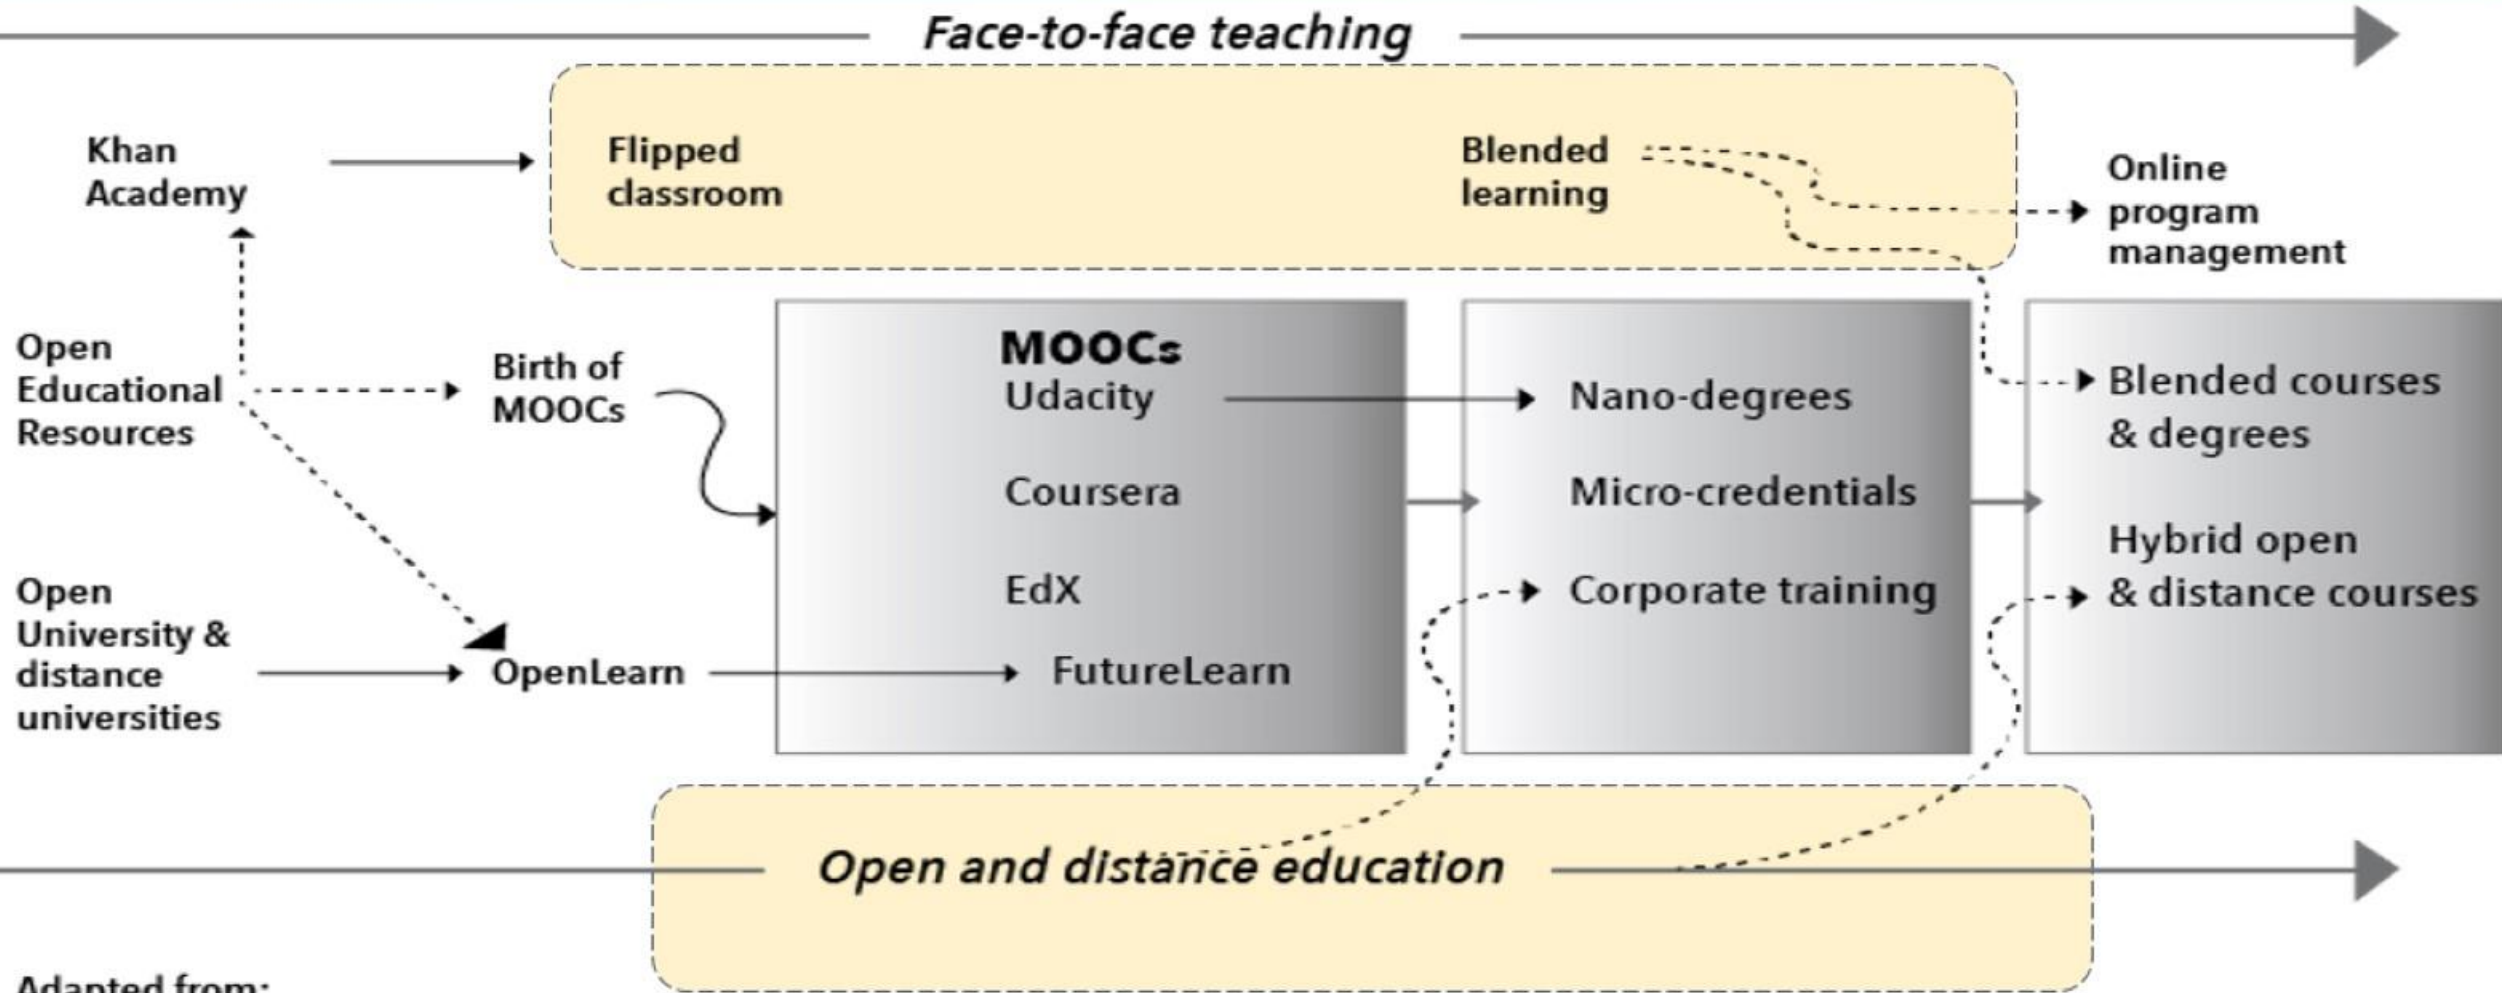 Face-to-face teaching
Khan
Academy
Flipped
classroom
Blended
learning
Online
program
management
Open
Educational
Resources
Birth of
MOOCs
MOOCs
Udacity
Coursera
EdX
FutureLearn
Nano-degrees
Micro-credentials
Corporate training
Blended courses
& degrees
Hybrid open
& distance courses
Open
University &
distance
universities
OpenLearn
Open and distance education
Adapted from: